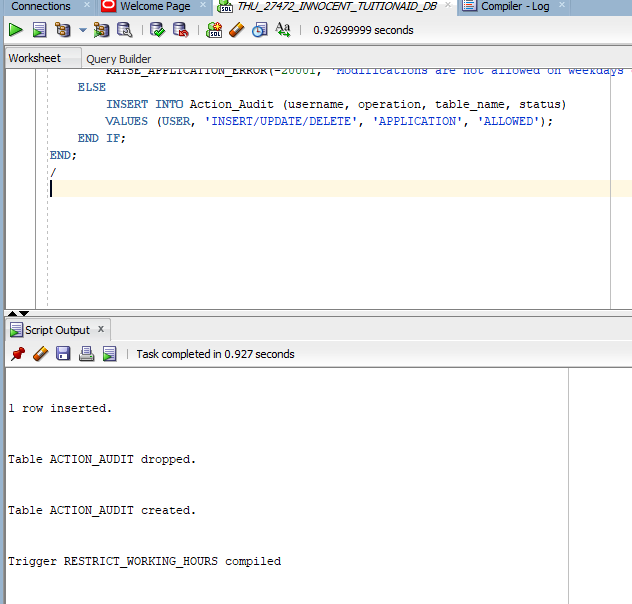 Connections
Welcome Page
THU_27472_INNOCENT_TUITIONAID_DB
Compiler - Log
0.92699999 seconds
Worksheet
Query Builder
RAISE_APPLICATION_ERROR(-20001, 'Modifications are not allowed on weekdays
ELSE
INSERT INTO Action_Audit (username, operation, table_name, status)
VALUES (USER, 'INSERT/UPDATE/DELETE', 'APPLICATION', 'ALLOWED');
END IF;
END;
/
Script Output
Task completed in 0.927 seconds
1 row inserted.
Table ACTION_AUDIT dropped.
Table ACTION_AUDIT created.
Trigger RESTRICT_WORKING_HOURS compiled